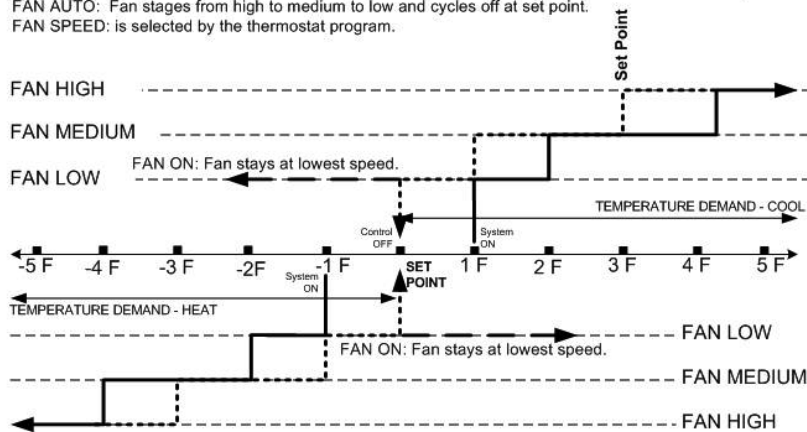 FAN AUTO: Fan stages from high to medium to low and cycles off at set point.
FAN SPEED: is selected by the thermostat program.
Set Point
FAN HIGH
FAN MEDIUM
FAN ON: Fan stays at lowest speed.
FAN LOW
TEMPERATURE DEMAND - COOL
Control
OFF
System
ON
-5 F -4 F -3 F -2F -1 F SET POINT 1 F 2 F 3 F 4 F 5 F
System
ON
TEMPERATURE DEMAND - HEAT
FAN LOW
FAN ON: Fan stays at lowest speed.
FAN MEDIUM
FAN HIGH